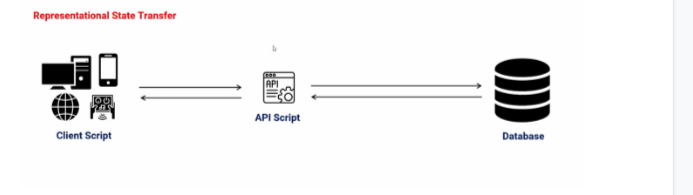 Representational State Transfer
API
Client Script
API Script
Database